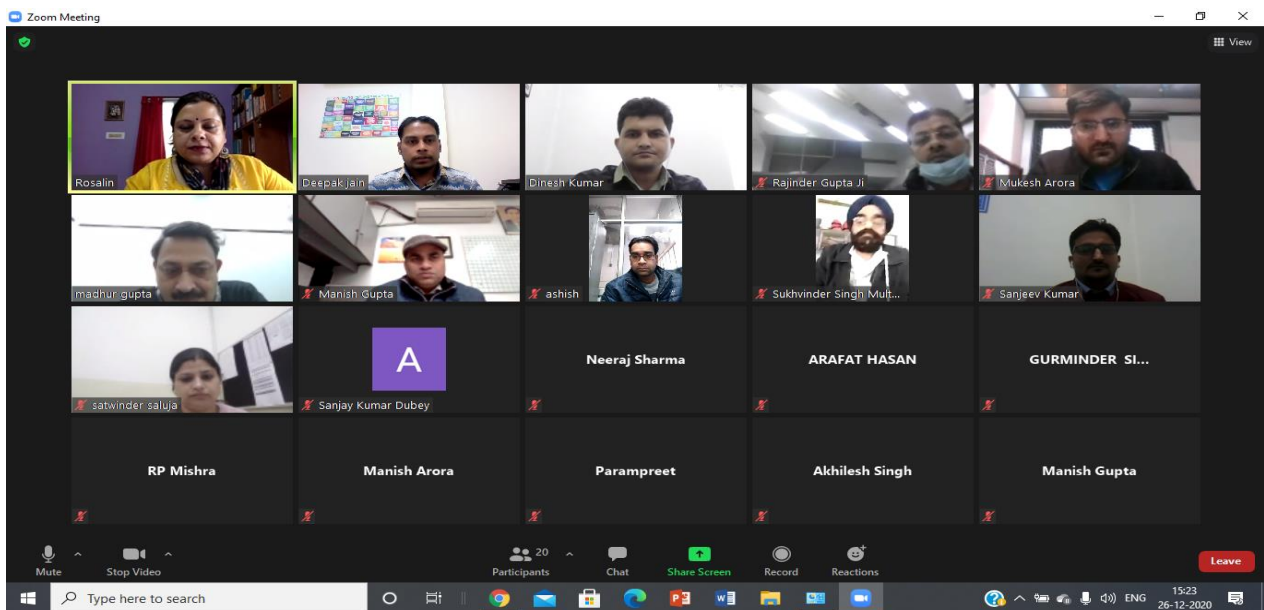 Zoom Meeting
View
Rosalin
Deepak jain
Dinesh Kumar
Rajinder Gupta Ji
Mukesh Arora
madhur gupta
Manish Gupta
ashish
Sukhvinder Singh Mult...
Sanjeev Kumar
satwinder saluja
A
Sanjay Kumar Dubey
Neeraj Sharma
ARAFAT HASAN
GURMINDER SI...
RP Mishra
Manish Arora
Parampreet
Akhilesh Singh
Manish Gupta
Mute
Stop Video
20
Participants
Chat
Share Screen
Record
Reactions
Leave
Type here to search
ENG
15:23
26-12-2020